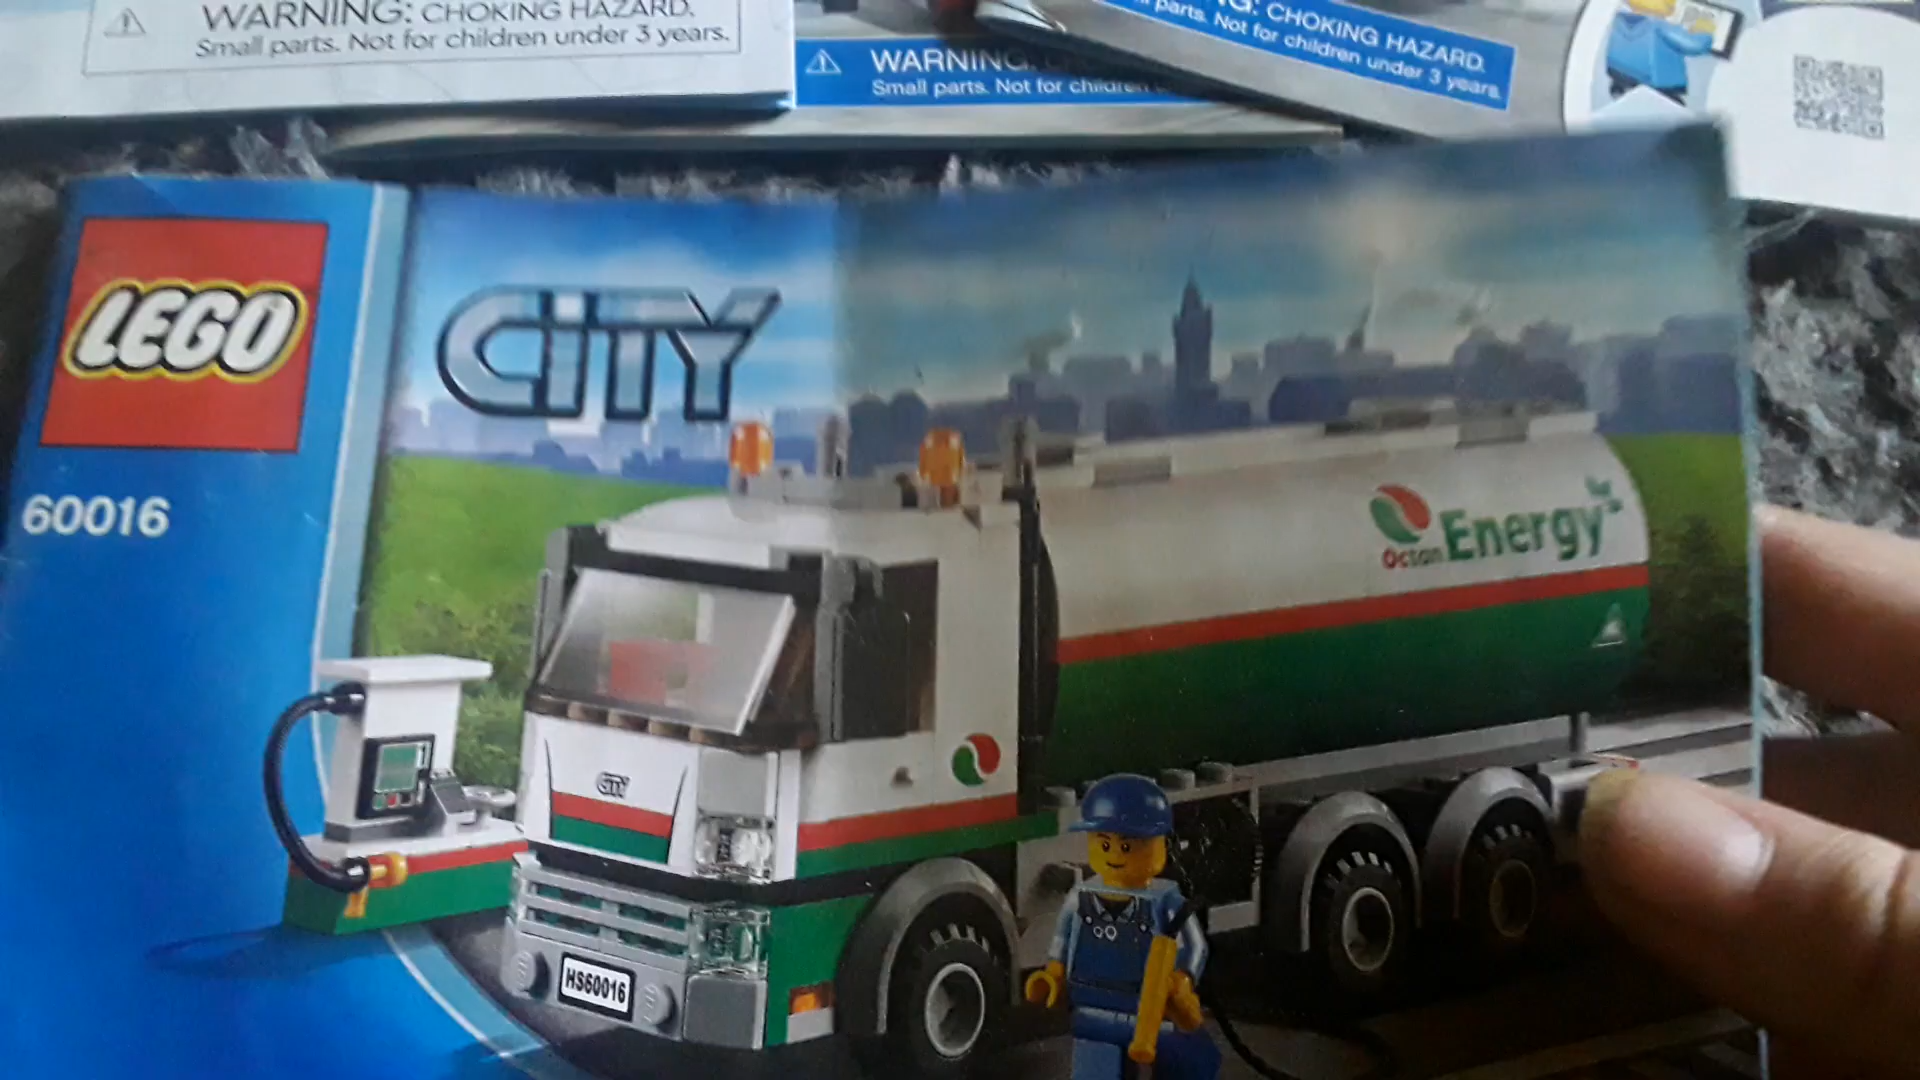 WARNING: CHOKING HAZARD.
Small parts. Not for children under 3 years.
WARNING:
Small parts. Not for children
CHOKING HAZARD.
parts. Not for children under 3 years.
LEGO
CITY
60016
Octan Energy
CITY
HS60016